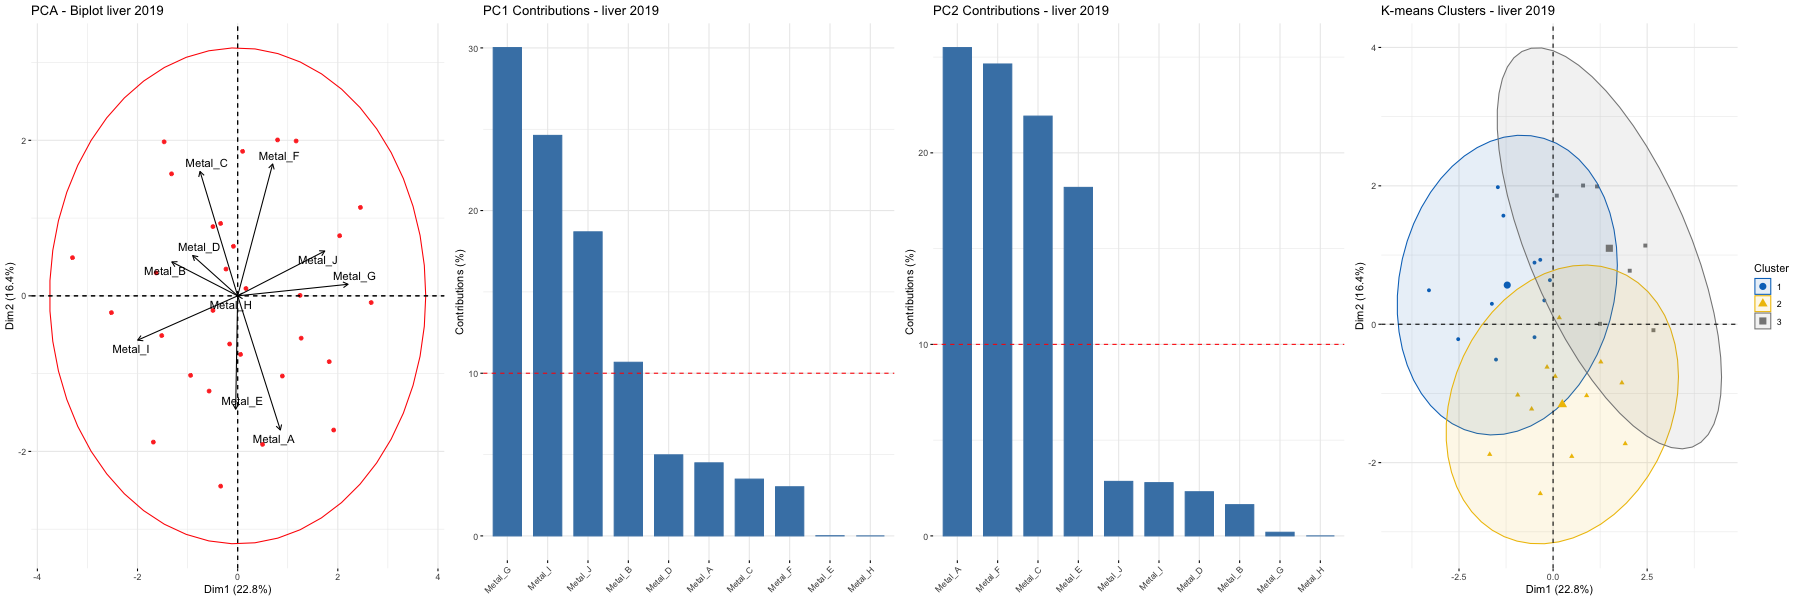 PCA - Biplot liver 2019
Dim2 (16.4%)
2
0
-2
Metal_C
Metal_F
Metal_D
Metal_B
Metal_J
Metal_G
Metal_H
Metal_I
Metal_E
Metal_A
-4
-2
0
2
4
Dim1 (22.8%)
PC1 Contributions - liver 2019
Contributions (%)
30
20
10
0
Metal_G
Metal_I
Metal_J
Metal_B
Metal_D
Metal_A
Metal_C
Metal_F
Metal_E
Metal_H
PC2 Contributions - liver 2019
Contributions (%)
20
10
0
Metal_A
Metal_F
Metal_C
Metal_E
Metal_J
Metal_I
Metal_D
Metal_B
Metal_G
Metal_H
K-means Clusters - liver 2019
Dim2 (16.4%)
4
2
0
-2
-2.5
0.0
2.5
Dim1 (22.8%)
Cluster
1
2
3